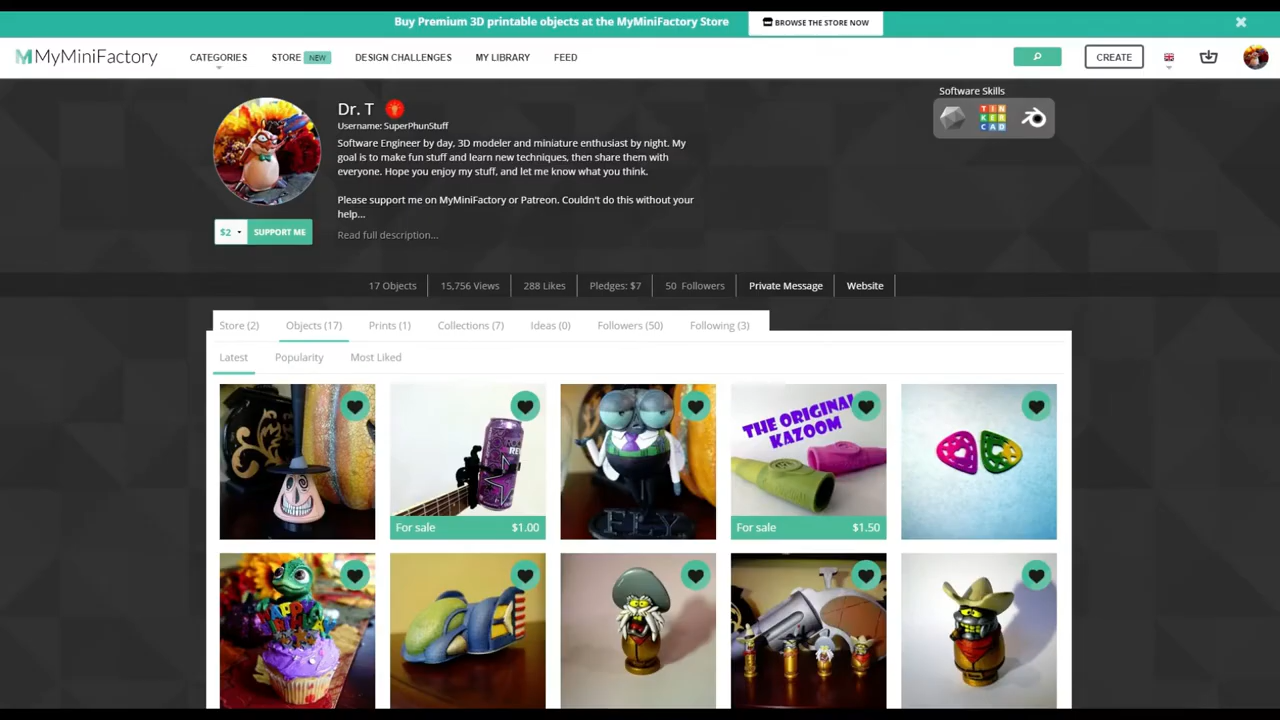 Buy Premium 3D printable objects at the MyMiniFactory Store
BROWSE THE STORE NOW
MyMiniFactory
CATEGORIES
STORE NEW
DESIGN CHALLENGES
MY LIBRARY
FEED
CREATE
Dr. T
Username: SuperPhunStuff
Software Engineer by day, 3D modeler and miniature enthusiast by night. My
goal is to make fun stuff and learn new techniques, then share them with
everyone. Hope you enjoy my stuff, and let me know what you think.
Please support me on MyMiniFactory or Patreon. Couldn't do this without your
help...
Read full description...
Software Skills
TIN
KER
CAD
$2
SUPPORT ME
17 Objects
15,756 Views
288 Likes
Pledges: $7
50 Followers
Private Message
Website
Store (2)
Objects (17)
Prints (1)
Collections (7)
Ideas (0)
Followers (50)
Following (3)
Latest
Popularity
Most Liked
For sale $1.00
FLY
THE ORIGINAL
KAZOOM
For sale $1.50